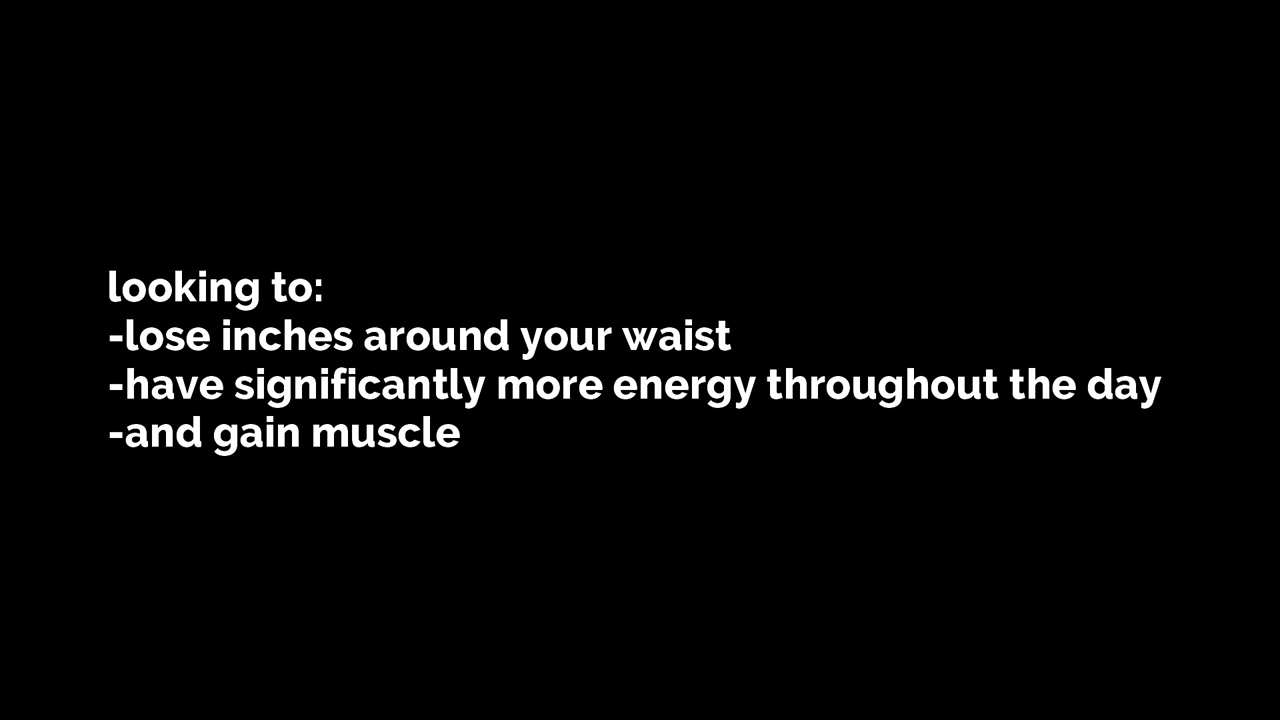 looking to:
-lose inches around your waist
-have significantly more energy throughout the day
-and gain muscle